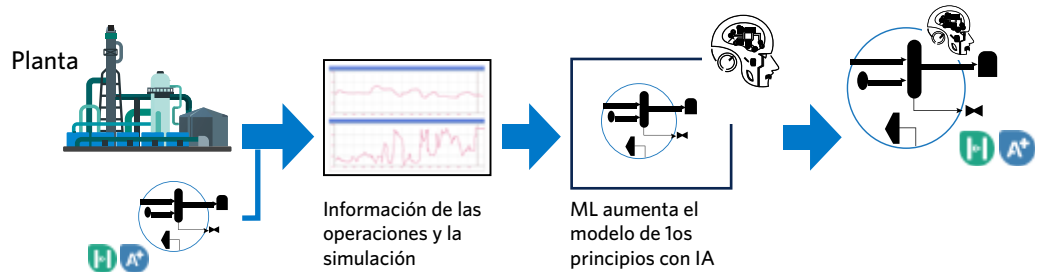 Planta
Información de las
operaciones y la
simulación
ML aumenta el
modelo de 1os
principios con IA
H
A+
H
A+